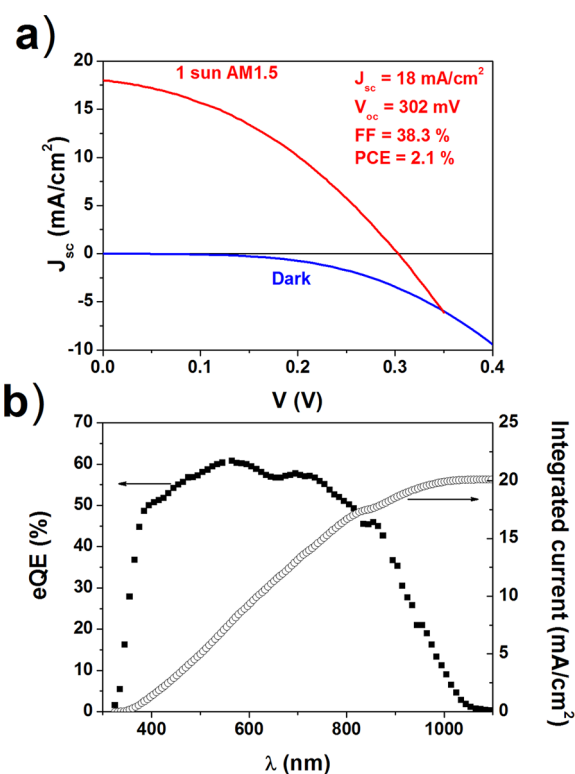 a)
1 sun AM1.5
J_sc = 18 mA/cm²
V_oc = 302 mV
FF = 38.3 %
PCE = 2.1 %
Dark
J_sc (mA/cm²)
20
15
10
5
0
-5
-10
0.0 0.1 0.2 0.3 0.4
V (V)
b)
eQE (%)
70
60
50
40
30
20
10
0
25
20
15
10
5
0
Integrated current (mA/cm²)
400 600 800 1000
λ (nm)